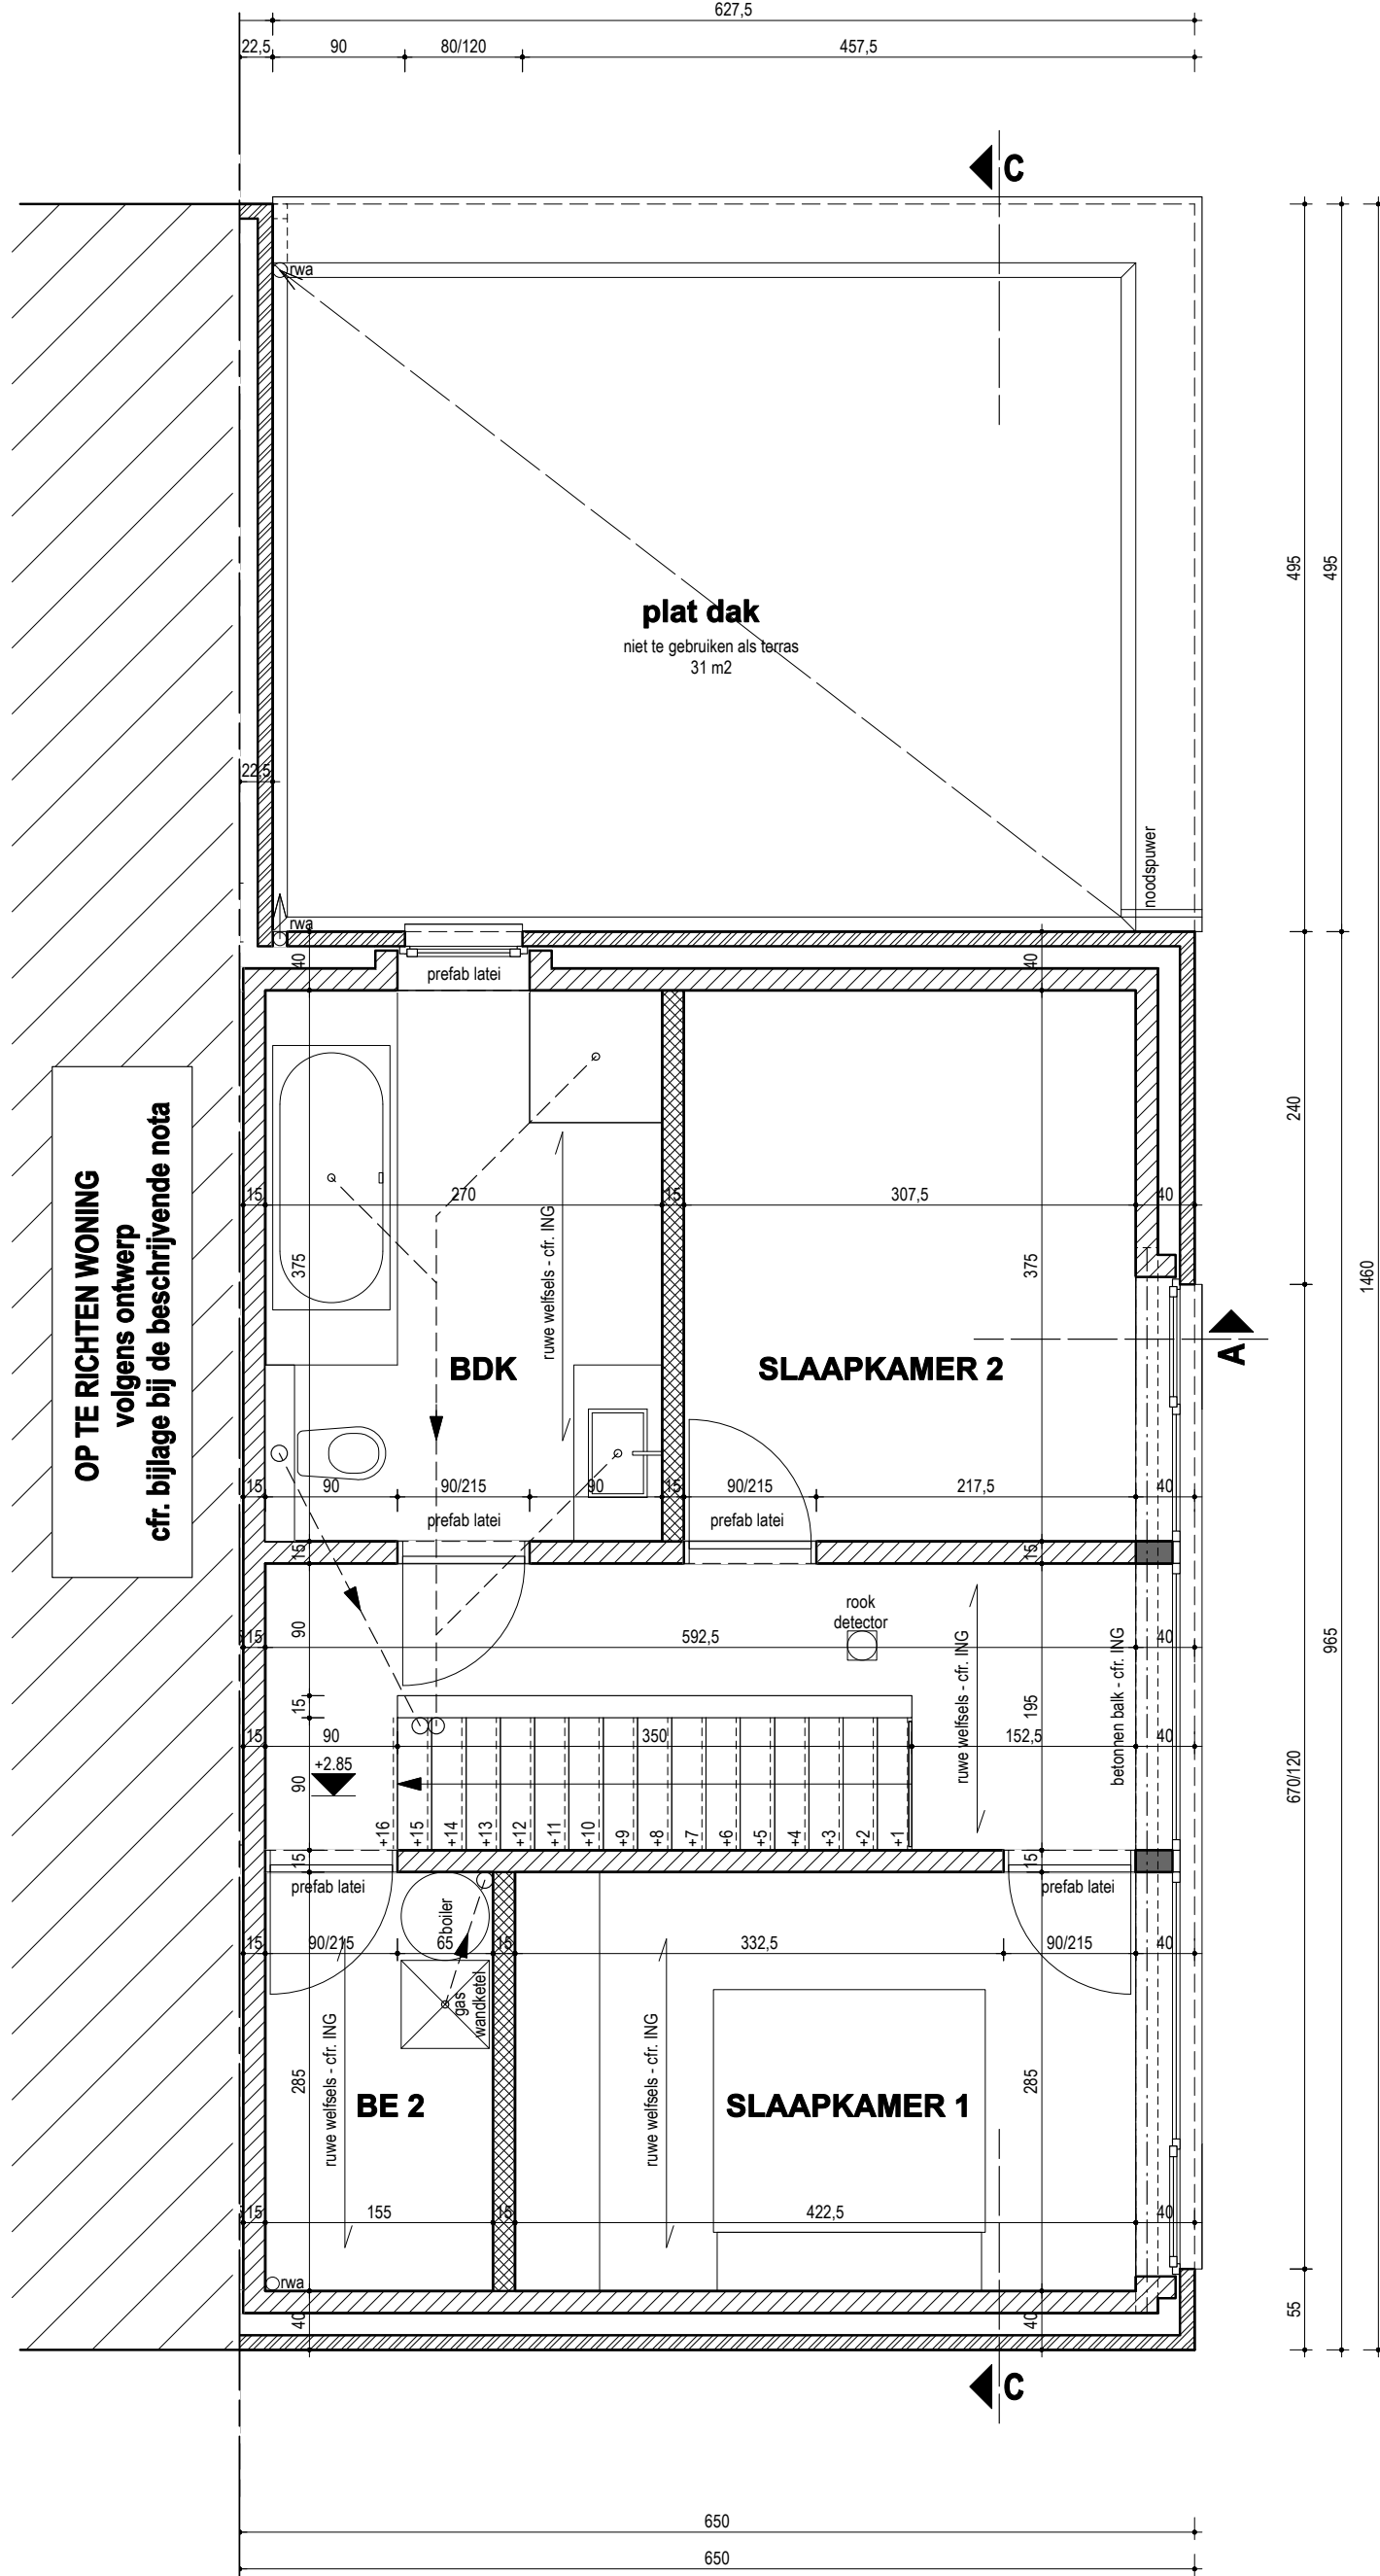 627,5
22,5
90
80/120
457,5
C
rwa
495
495
plat dak
niet te gebruiken als terras
31 m2
22,5
noodspuwer
rwa
40
prefab latei
40
OP TE RICHTEN WONING
volgens ontwerp
cfr. bijlage bij de beschrijvende nota
240
15
270
15
307,5
40
375
ruwe welfsels - cfr. ING
375
1460
A
BDK
SLAAPKAMER 2
15
90
90/215
90
15
90/215
217,5
40
prefab latei
prefab latei
15
15
rook
detector
90
15
592,5
40
ruwe welfsels - cfr. ING
betonnen balk - cfr. ING
965
15
195
15
90
350
152,5
40
+2.85
90
670/120
+16
+15
+14
+13
+12
+11
+10
+9
+8
+7
+6
+5
+4
+3
+2
+1
15
15
prefab latei
prefab latei
boiler
15
90/215
65
15
332,5
90/215
40
gas
wandketel
ruwe welfsels - cfr. ING
ruwe welfsels - cfr. ING
285
285
BE 2
SLAAPKAMER 1
15
155
15
422,5
40
rwa
40
40
55
C
650
650